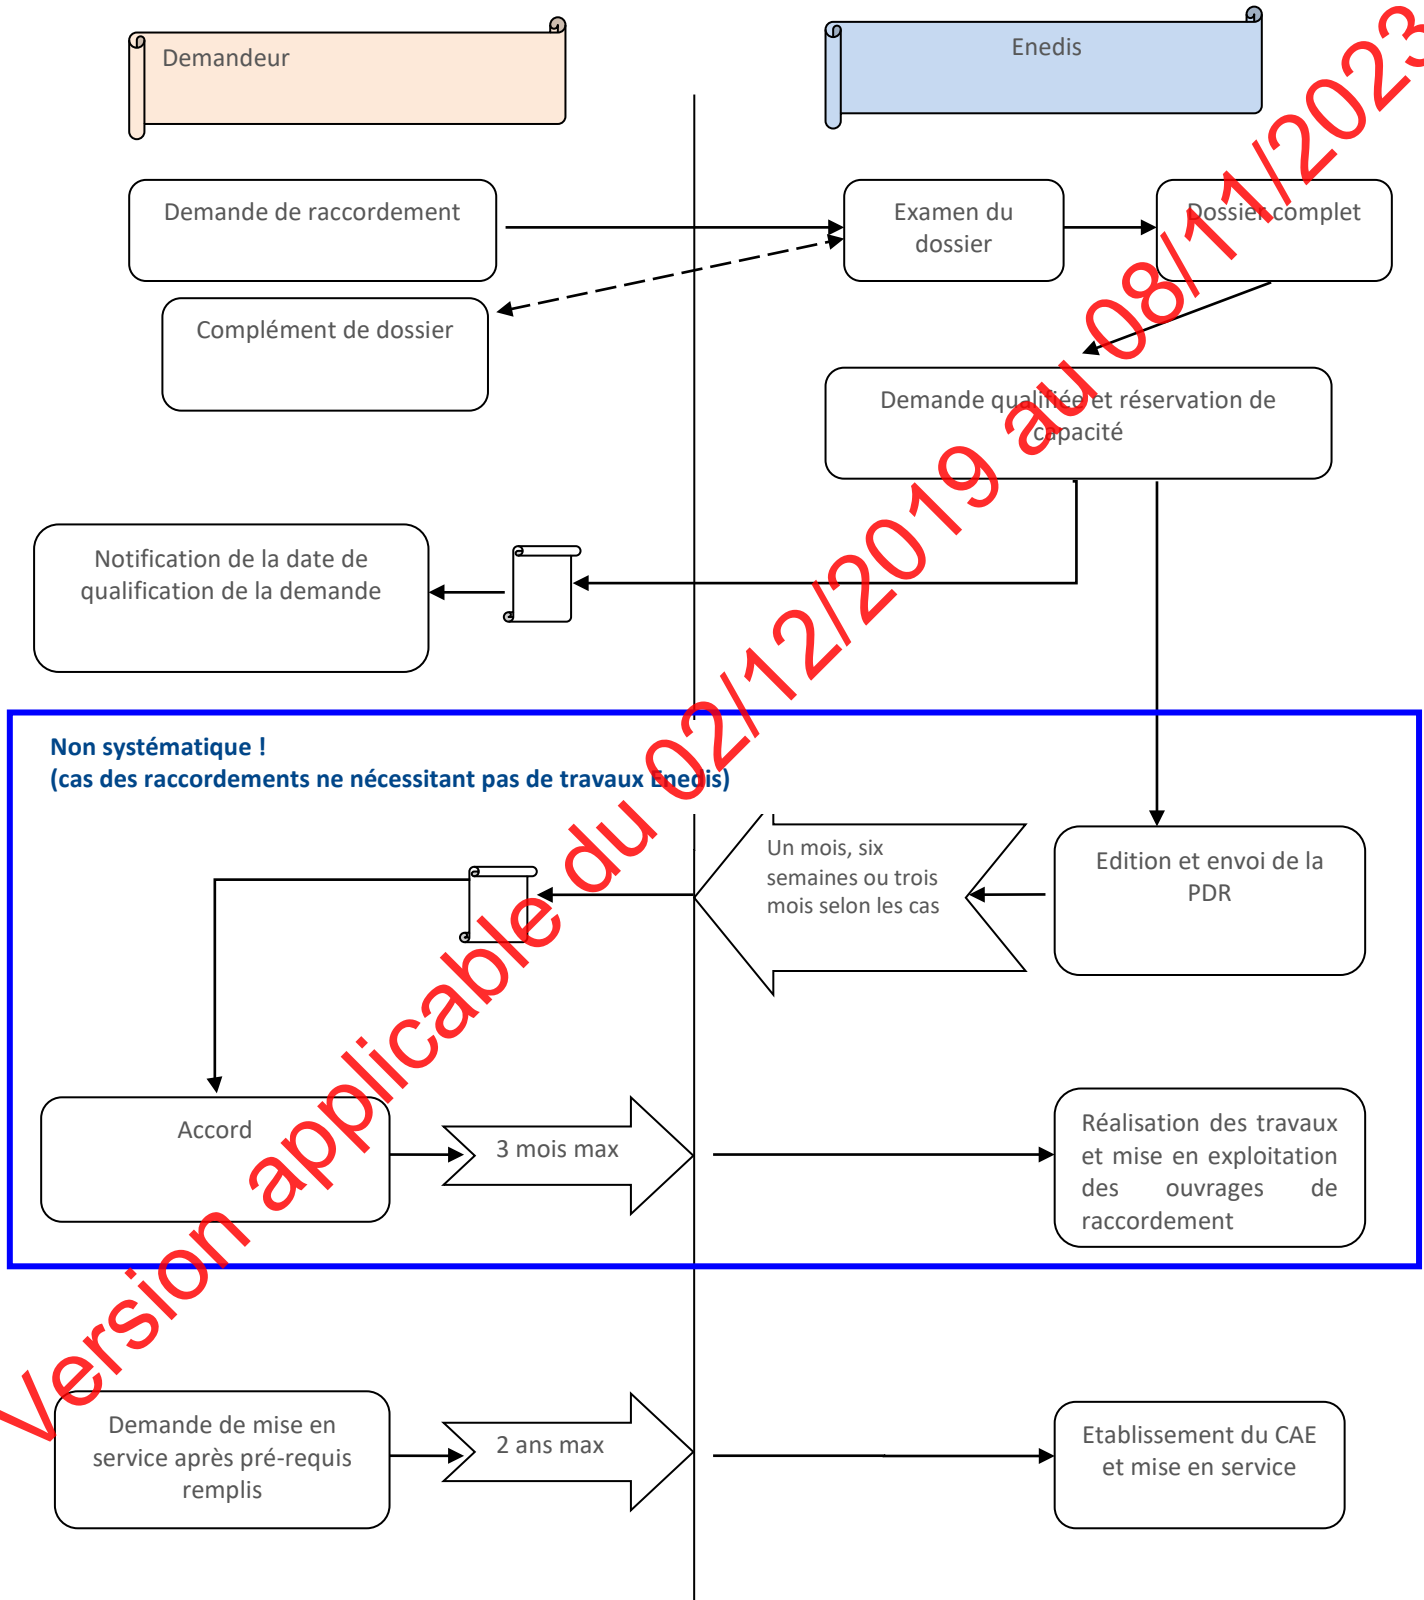 Demandeur
Enedis
Demande de raccordement
Examen du
dossier
Dossier complet
Complément de dossier
Demande qualifiée et réservation de
capacité
Notification de la date de
qualification de la demande
Non systématique !
(cas des raccordements ne nécessitant pas de travaux Enedis)
Un mois, six
semaines ou trois
mois selon les cas
Edition et envoi de la
PDR
Accord
3 mois max
Réalisation des travaux
et mise en exploitation
des ouvrages de
raccordement
Demande de mise en
service après pré-requis
remplis
2 ans max
Etablissement du CAE
et mise en service
Version applicable du 02/12/2019 au 08/11/2023